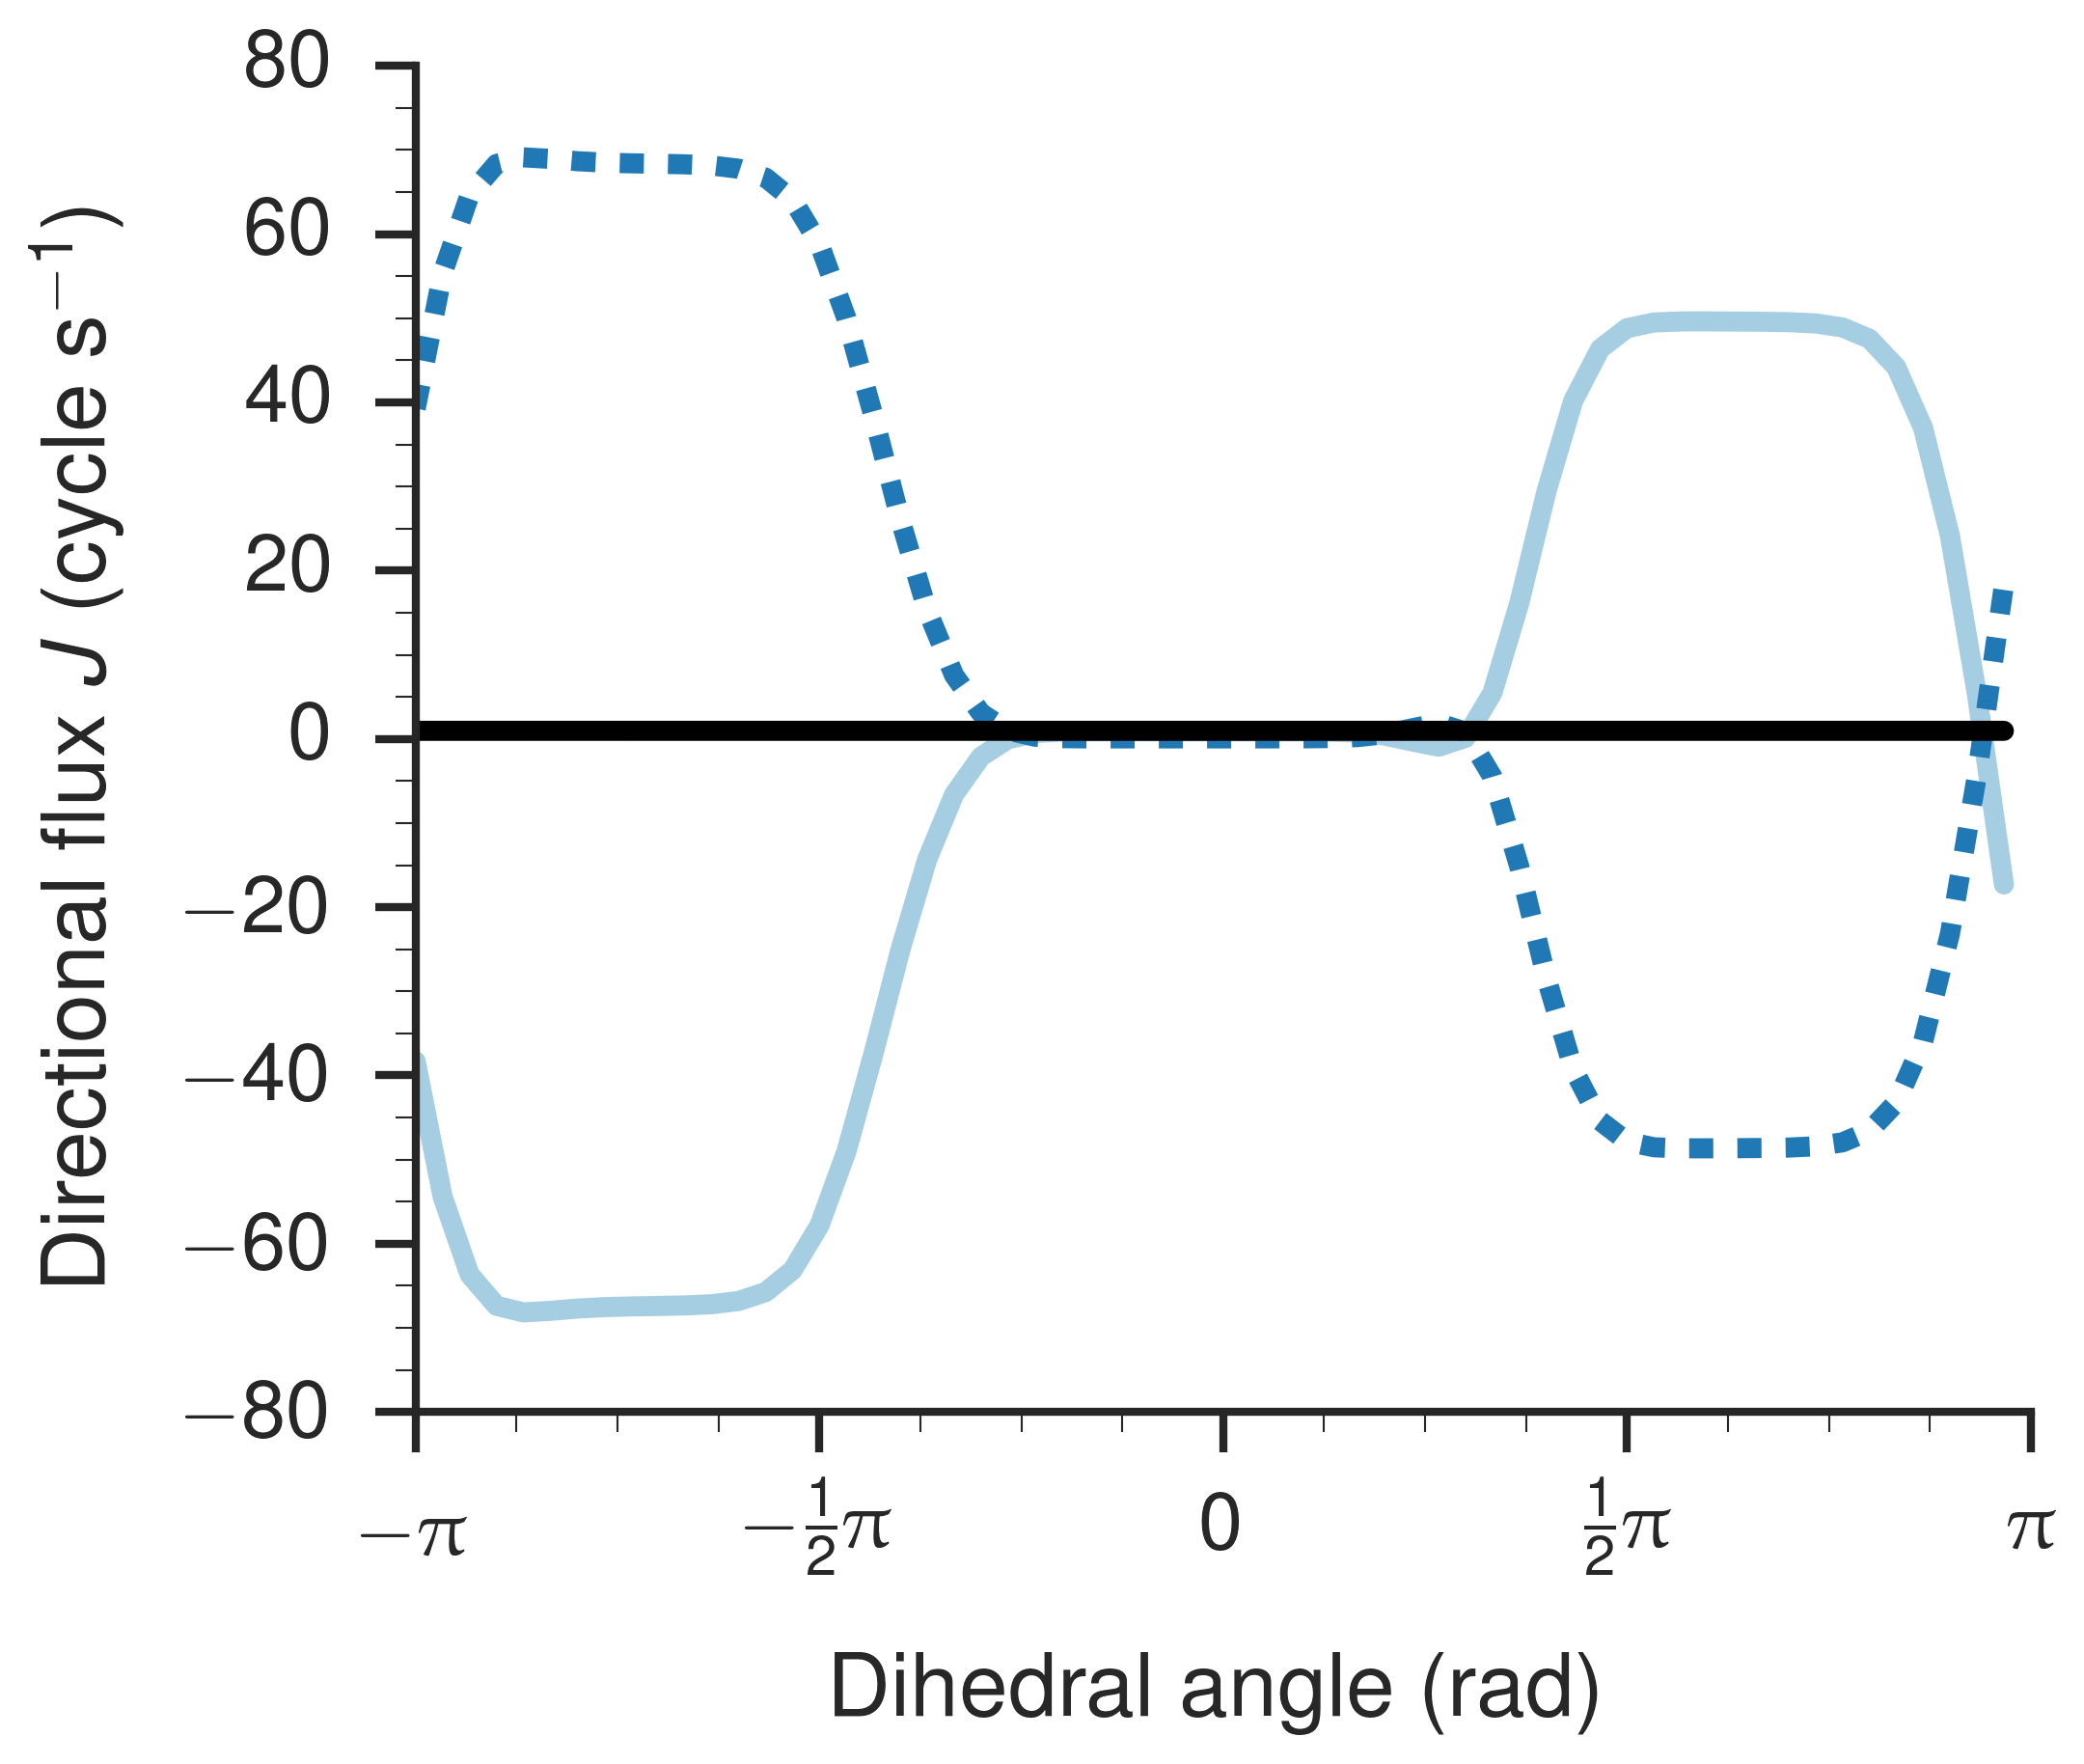 Directional flux J (cycle s⁻¹)
80
60
40
20
0
−20
−40
−60
−80
−π
−½π
0
½π
π
Dihedral angle (rad)